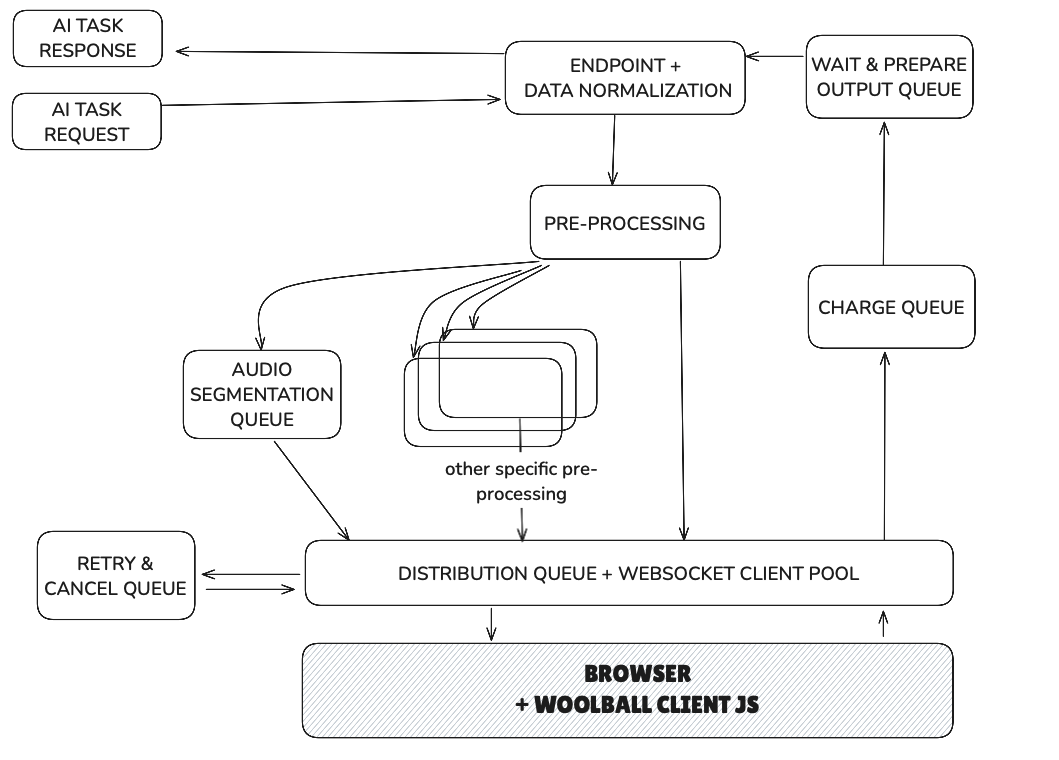 AI TASK
RESPONSE
ENDPOINT +
DATA NORMALIZATION
WAIT & PREPARE
OUTPUT QUEUE
AI TASK
REQUEST
PRE-PROCESSING
CHARGE QUEUE
AUDIO
SEGMENTATION
QUEUE
other specific pre-
processing
RETRY &
CANCEL QUEUE
DISTRIBUTION QUEUE + WEBSOCKET CLIENT POOL
BROWSER
+ WOOLBALL CLIENT JS